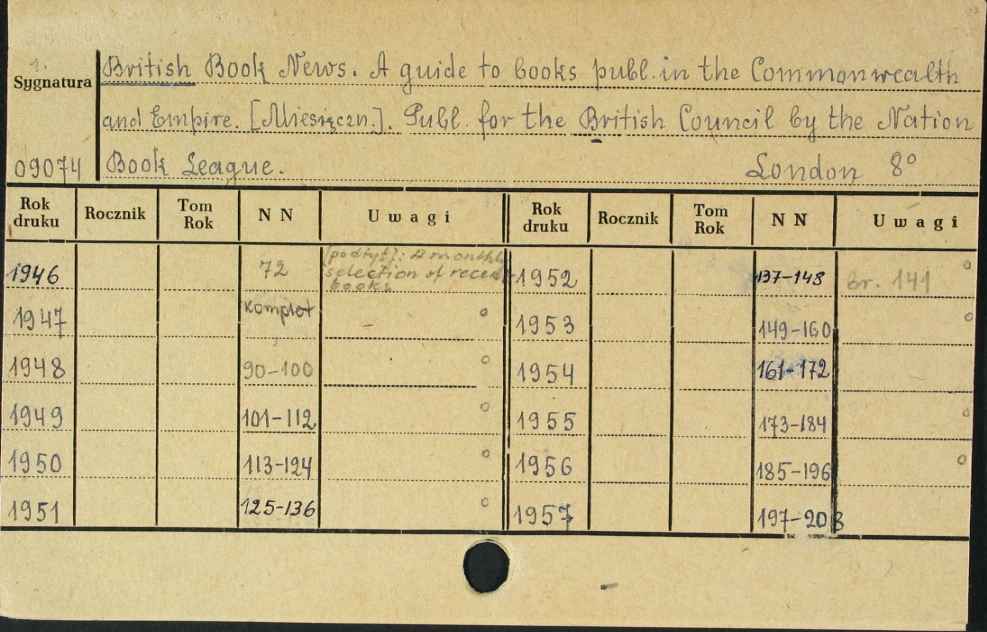 1.
Sygnatura British Book News. A guide to books publ. in the Commonwealth
and Empire. [Miesięczn.]. Publ. for the British Council by the Nation
09074 Book League. London 8°
Rok druku Rocznik Tom Rok N N Uwagi Rok druku Rocznik Tom Rok N N Uwagi
1946 72 [podtyt]: A monthly selection of recent books 1952 137-148 Br. 141
1947 Komplet - 1953 149-160
1948 90-100 1954 161-172
1949 101-112 1955 173-184
1950 113-124 1956 185-196
1951 125-136 1957 197-208